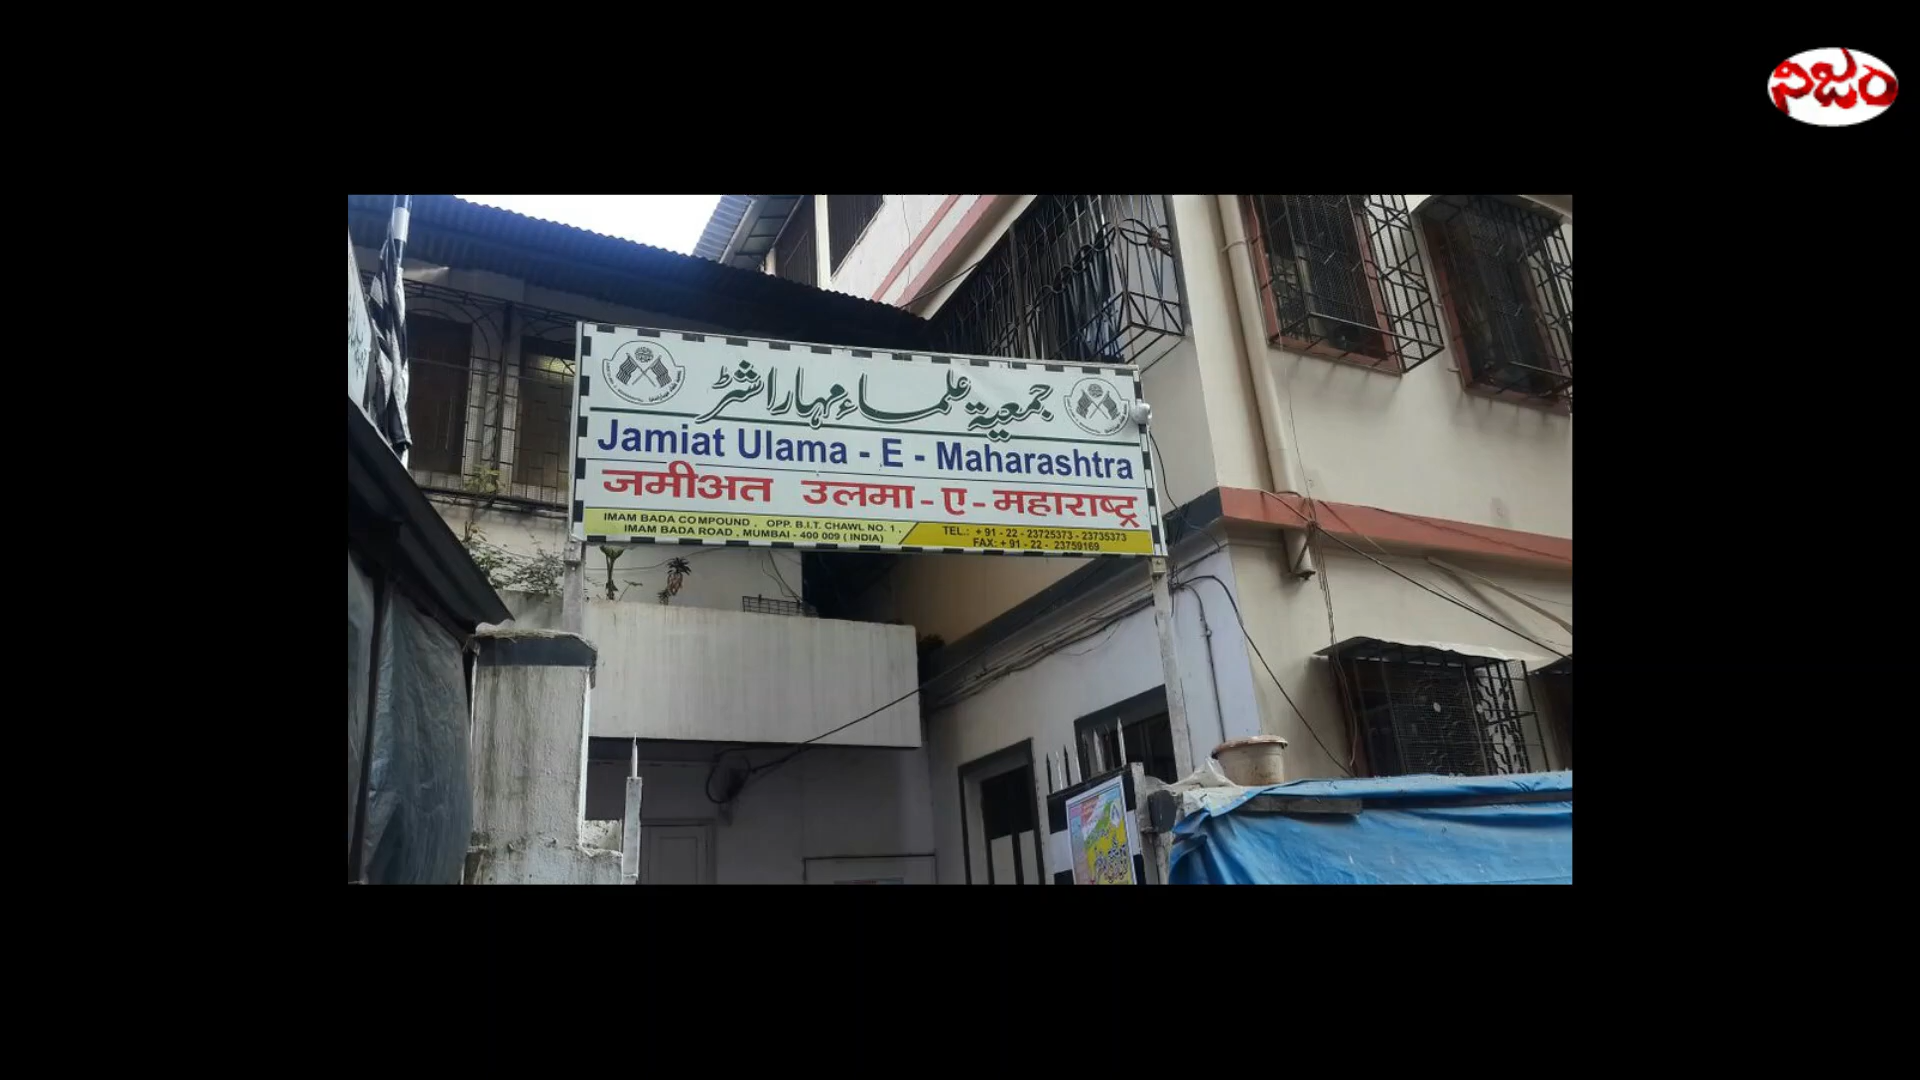 నిజం
جمعیۃ علماء مہاراشٹر
Jamiat Ulama - E - Maharashtra
जमीअत उलमा - ए - महाराष्ट्र
IMAM BADA COMPOUND , OPP. B.I.T. CHAWL NO. 1 ,
IMAM BADA ROAD , MUMBAI - 400 009 ( INDIA)
TEL.: +91 - 22 - 23725373 - 23735373
FAX: + 91 - 22 - 23759169